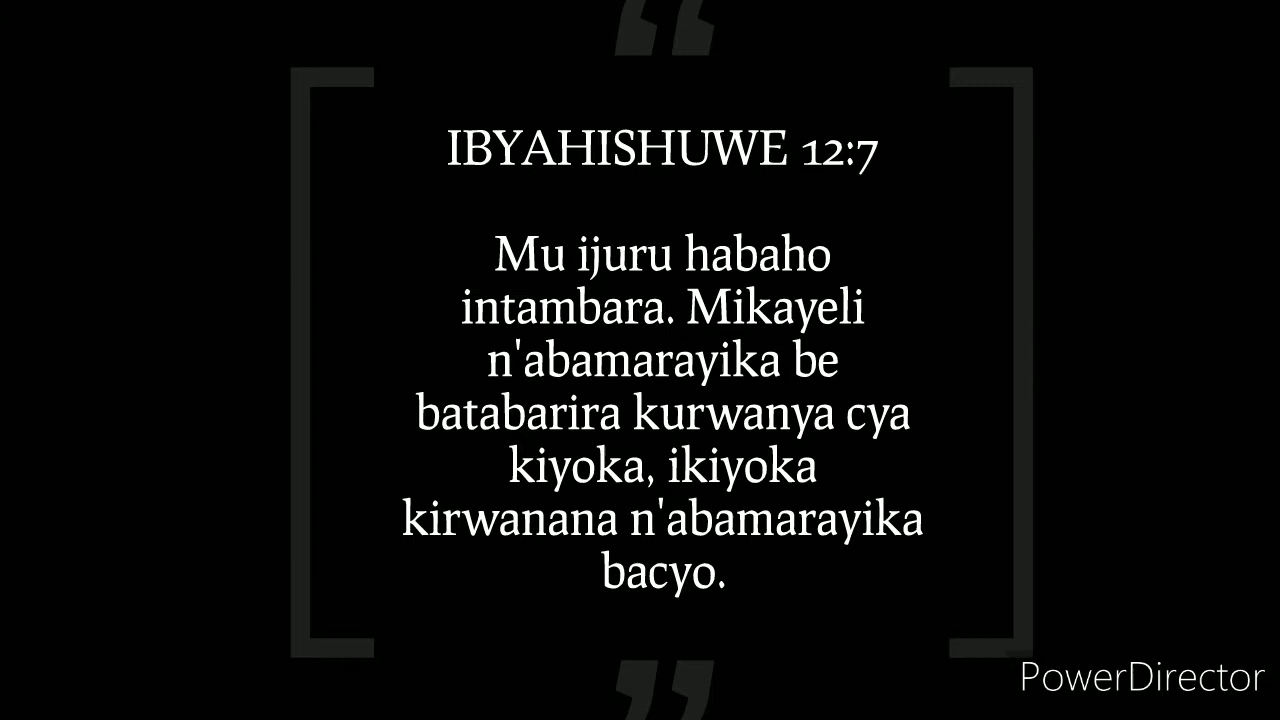 IBYAHISHUWE 12:7
Mu ijuru habaho
intambara. Mikayeli
n'abamarayika be
batabarira kurwanya cya
kiyoka, ikiyoka
kirwanana n'abamarayika
bacyo.
PowerDirector